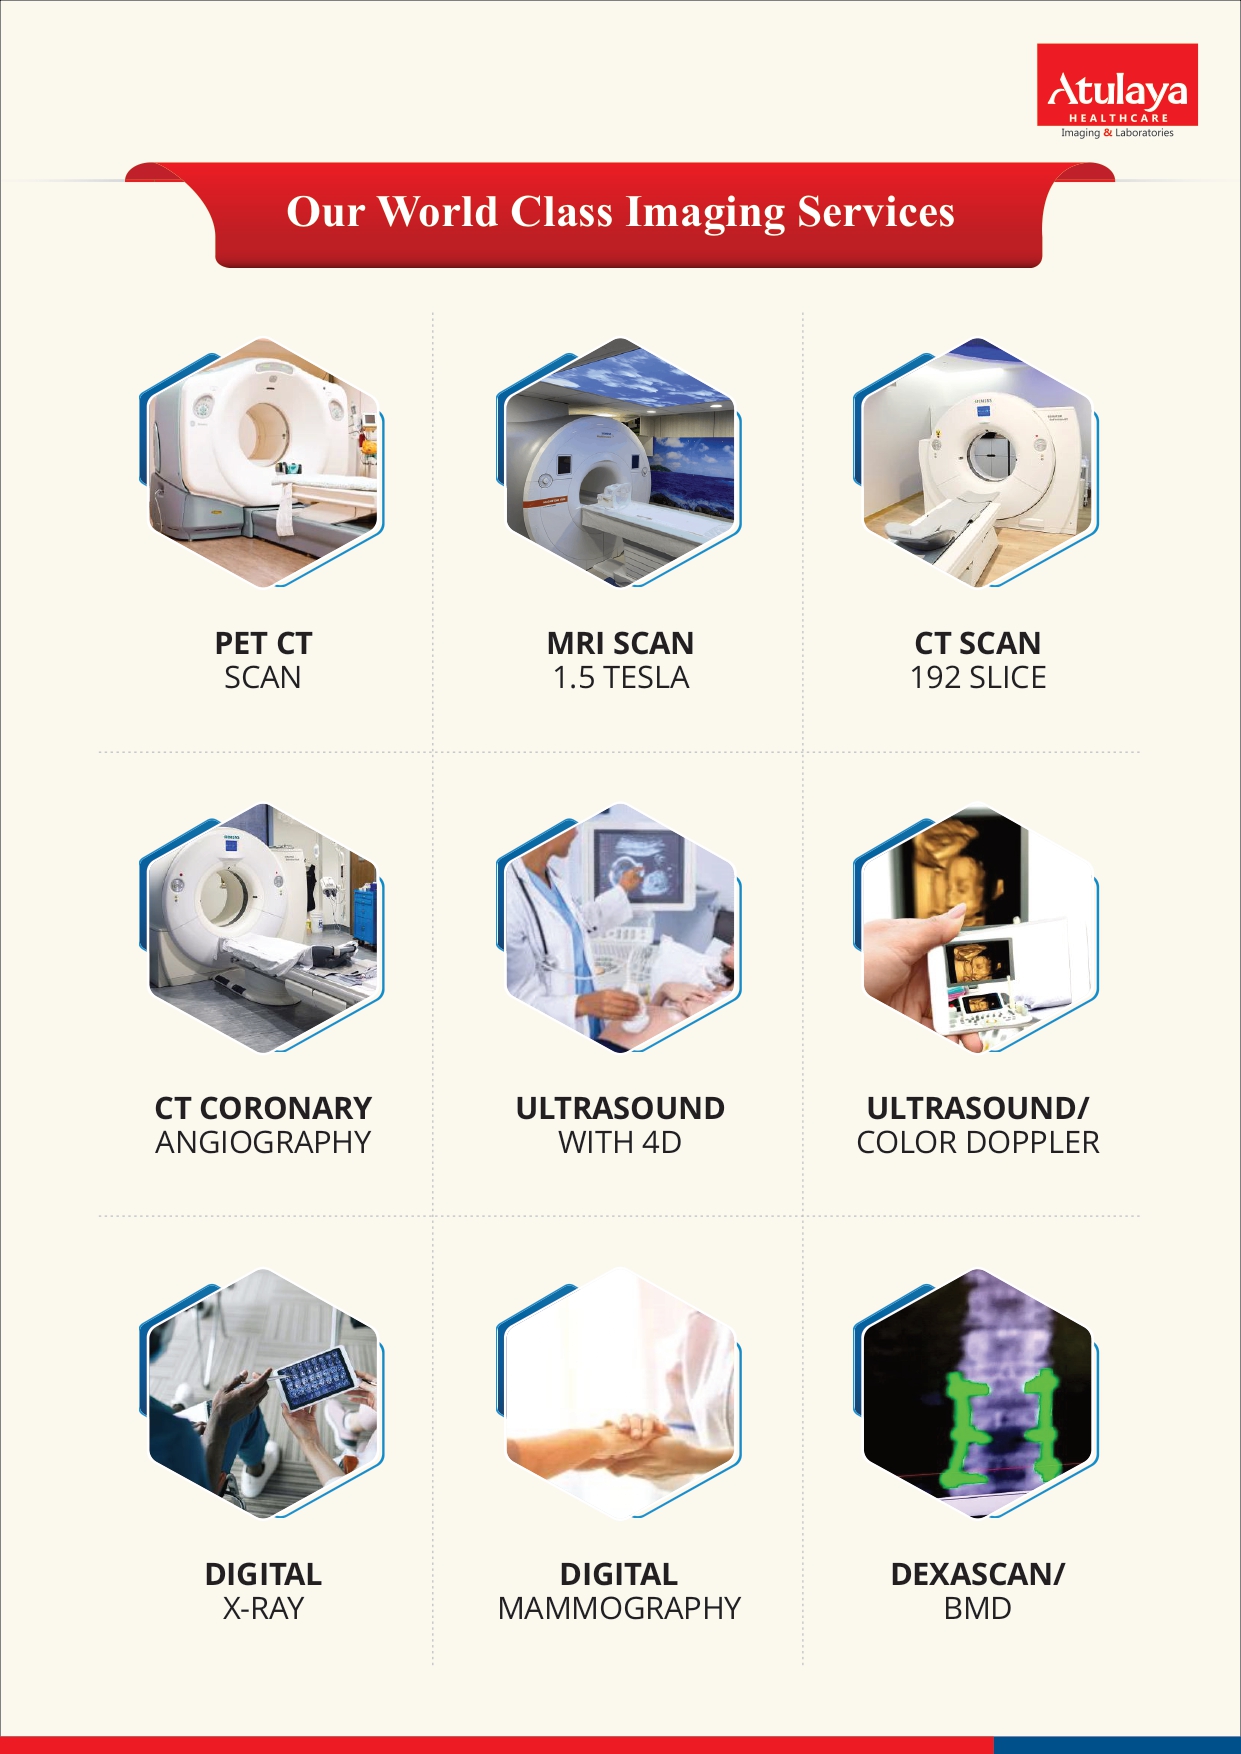 Atulaya
HEALTHCARE
Imaging & Laboratories
Our World Class Imaging Services
PET CT
SCAN
MRI SCAN
1.5 TESLA
CT SCAN
192 SLICE
CT CORONARY
ANGIOGRAPHY
ULTRASOUND
WITH 4D
ULTRASOUND/
COLOR DOPPLER
DIGITAL
X-RAY
DIGITAL
MAMMOGRAPHY
DEXASCAN/
BMD